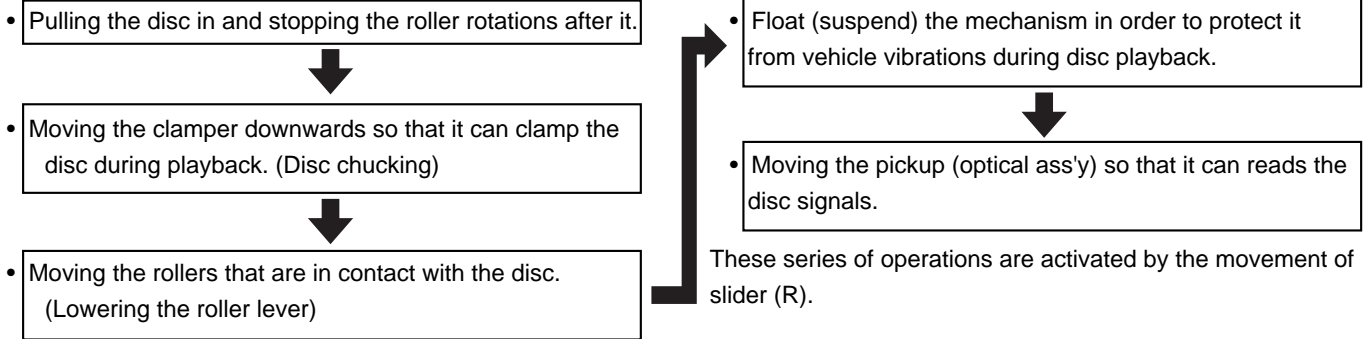 • Pulling the disc in and stopping the roller rotations after it.
• Moving the clamper downwards so that it can clamp the
disc during playback. (Disc chucking)
• Moving the rollers that are in contact with the disc.
(Lowering the roller lever)
• Float (suspend) the mechanism in order to protect it
from vehicle vibrations during disc playback.
• Moving the pickup (optical ass'y) so that it can reads the
disc signals.
These series of operations are activated by the movement of
slider (R).